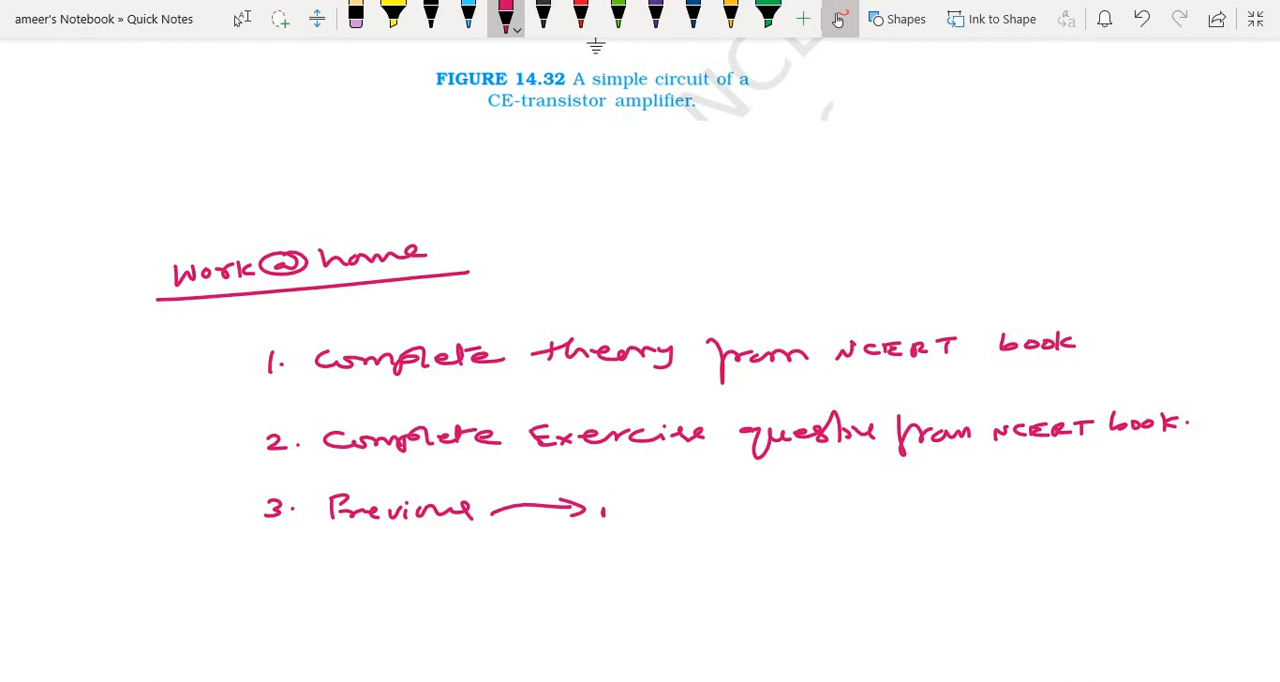 ameer's Notebook » Quick Notes
Shapes
Ink to Shape
FIGURE 14.32 A simple circuit of a
CE-transistor amplifier.
NCE
Work @ home
1. Complete theory from NCERT book
2. Complete Exercise from NCERT book.
3. Previous →